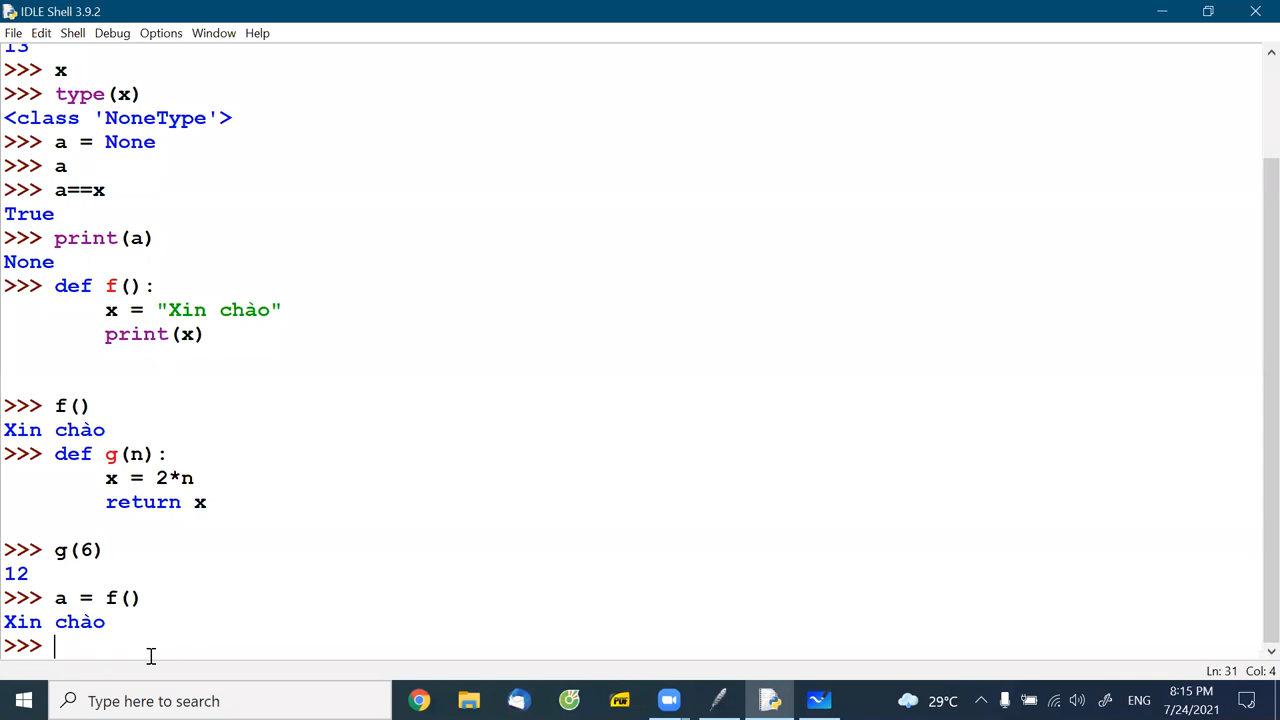 IDLE Shell 3.9.2
File Edit Shell Debug Options Window Help
13
>>> x
>>> type(x)
<class 'NoneType'>
>>> a = None
>>> a
>>> a==x
True
>>> print(a)
None
>>> def f():
x = "Xin chào"
print(x)
>>> f()
Xin chào
>>> def g(n):
x = 2*n
return x
>>> g(6)
12
>>> a = f()
Xin chào
>>>
Ln: 31 Col: 4
Type here to search
PDF
29°C
ENG
8:15 PM
7/24/2021